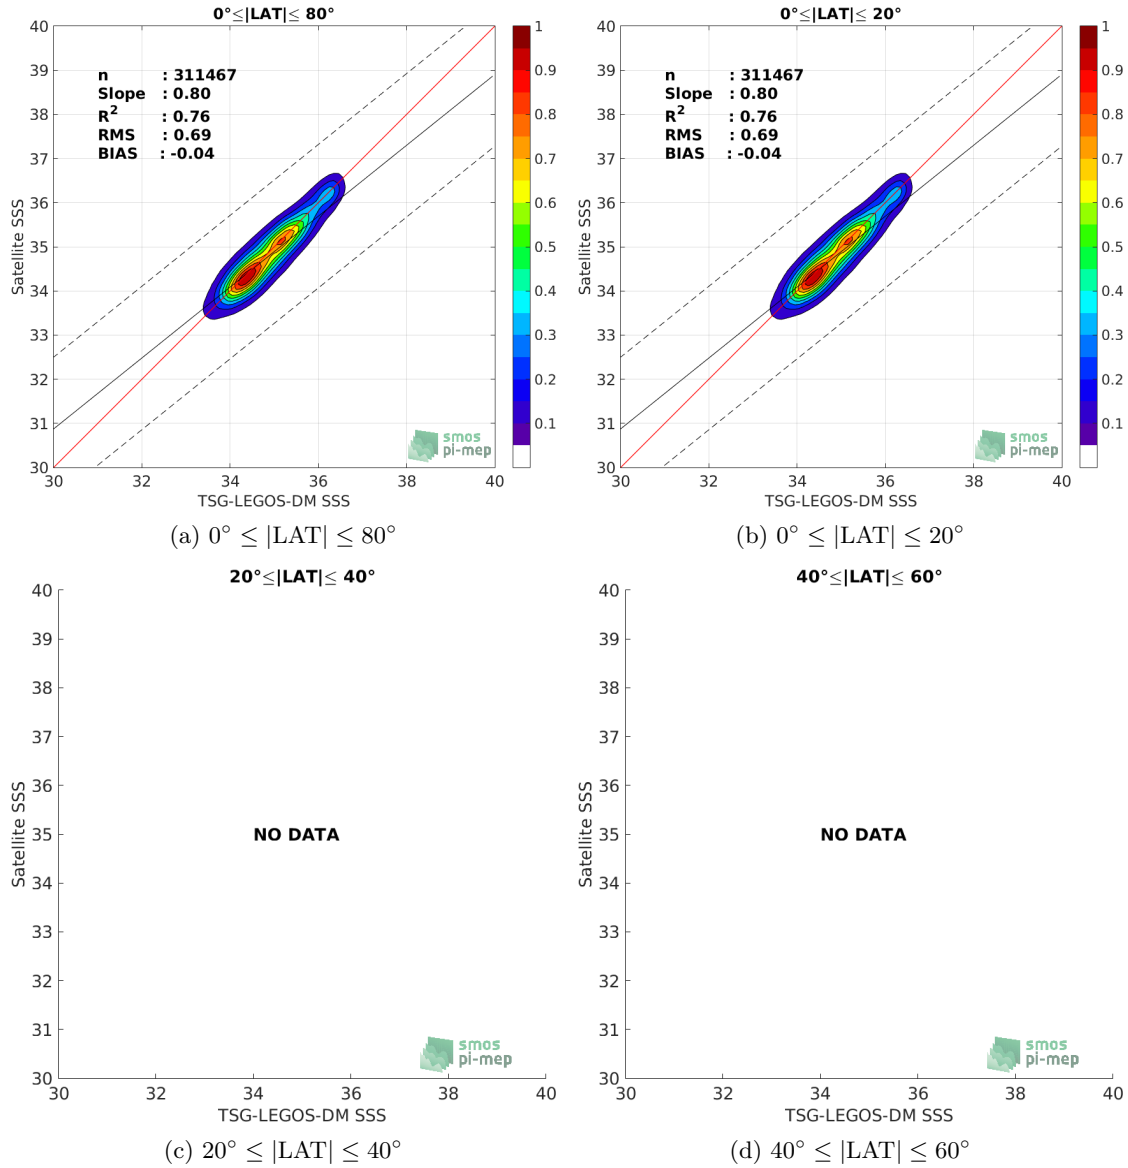 0°≤|LAT|≤ 80°
40
39
38
37
36
35
34
33
32
31
30
Satellite SSS
n : 311467
Slope : 0.80
R² : 0.76
RMS : 0.69
BIAS : -0.04
smos
pi-mep
30 32 34 36 38 40
TSG-LEGOS-DM SSS
1
0.9
0.8
0.7
0.6
0.5
0.4
0.3
0.2
0.1
(a) 0° ≤ |LAT| ≤ 80°
0°≤|LAT|≤ 20°
40
39
38
37
36
35
34
33
32
31
30
Satellite SSS
n : 311467
Slope : 0.80
R² : 0.76
RMS : 0.69
BIAS : -0.04
smos
pi-mep
30 32 34 36 38 40
TSG-LEGOS-DM SSS
1
0.9
0.8
0.7
0.6
0.5
0.4
0.3
0.2
0.1
(b) 0° ≤ |LAT| ≤ 20°
20°≤|LAT|≤ 40°
40
39
38
37
36
35
34
33
32
31
30
Satellite SSS
NO DATA
smos
pi-mep
30 32 34 36 38 40
TSG-LEGOS-DM SSS
(c) 20° ≤ |LAT| ≤ 40°
40°≤|LAT|≤ 60°
40
39
38
37
36
35
34
33
32
31
30
Satellite SSS
NO DATA
smos
pi-mep
30 32 34 36 38 40
TSG-LEGOS-DM SSS
(d) 40° ≤ |LAT| ≤ 60°